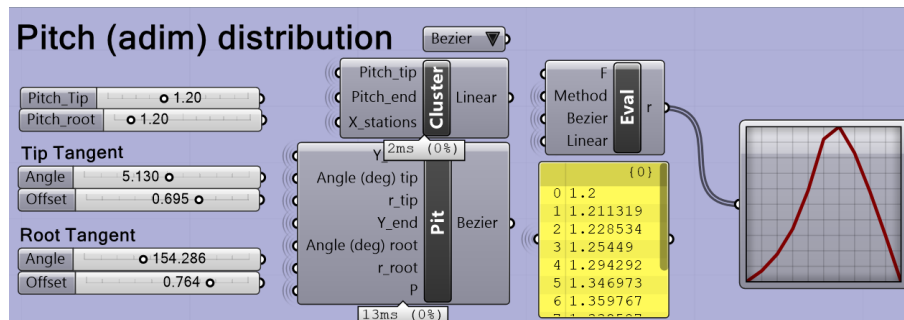 Pitch (adim) distribution
Bezier
Pitch_Tip 1.20
Pitch_root 1.20
Tip Tangent
Angle 5.130
Offset 0.695
Root Tangent
Angle 154.286
Offset 0.764
Pitch_tip
Pitch_end
X_stations
Cluster
Linear
2ms (0%)
Y_
Angle (deg) tip
r_tip
Y_end
Angle (deg) root
r_root
P
Pit
Bezier
13ms (0%)
F
Method
Bezier
Linear
Eval
r
{0}
0 1.2
1 1.211319
2 1.228534
3 1.25449
4 1.294292
5 1.346973
6 1.359767